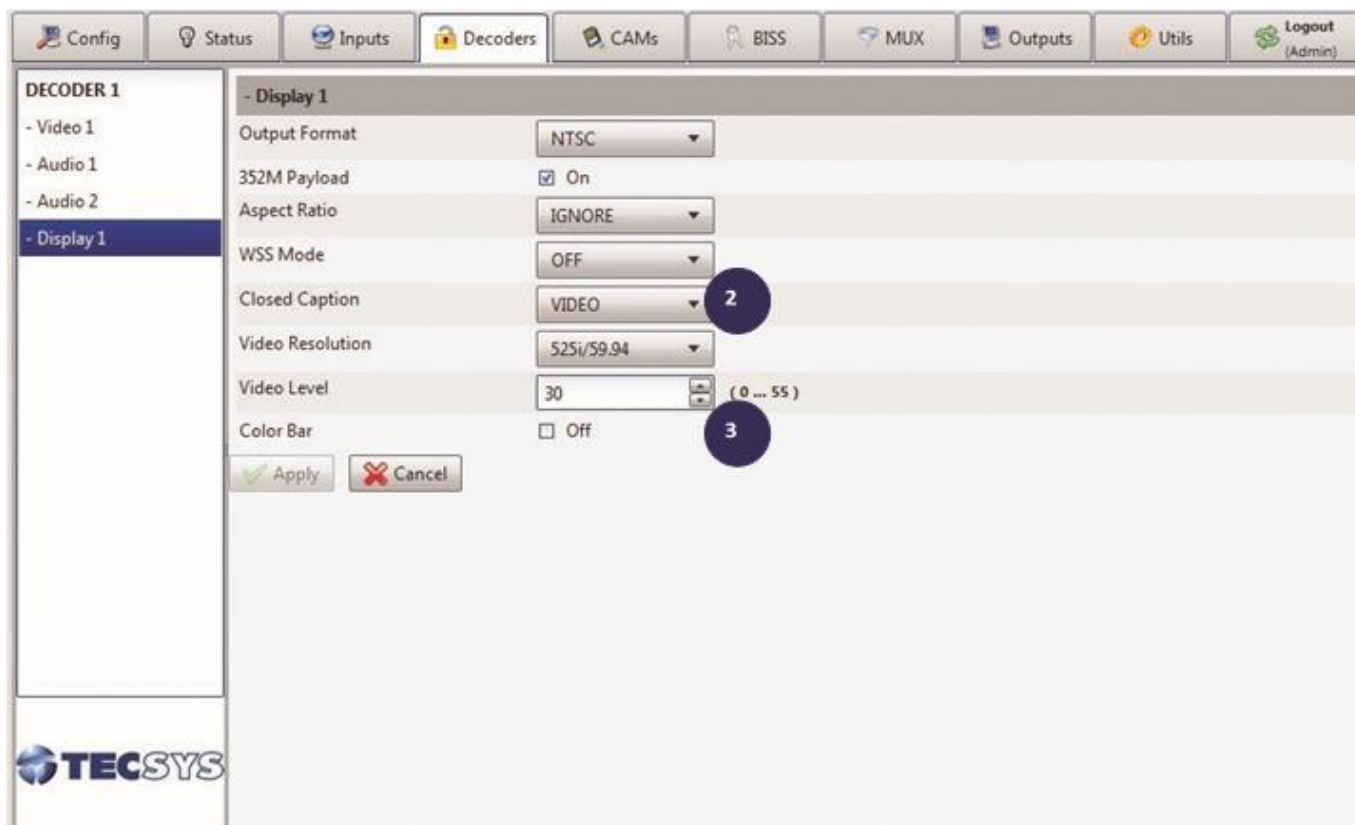 Config Status Inputs Decoders CAMs BISS MUX Outputs Utils Logout
(Admin)
DECODER 1
- Video 1
- Audio 1
- Audio 2
- Display 1
- Display 1
Output Format NTSC
352M Payload On
Aspect Ratio IGNORE
WSS Mode OFF
Closed Caption VIDEO 2
Video Resolution 525i/59.94
Video Level 30 ( 0 ... 55 )
Color Bar Off 3
Apply Cancel
TECSYS